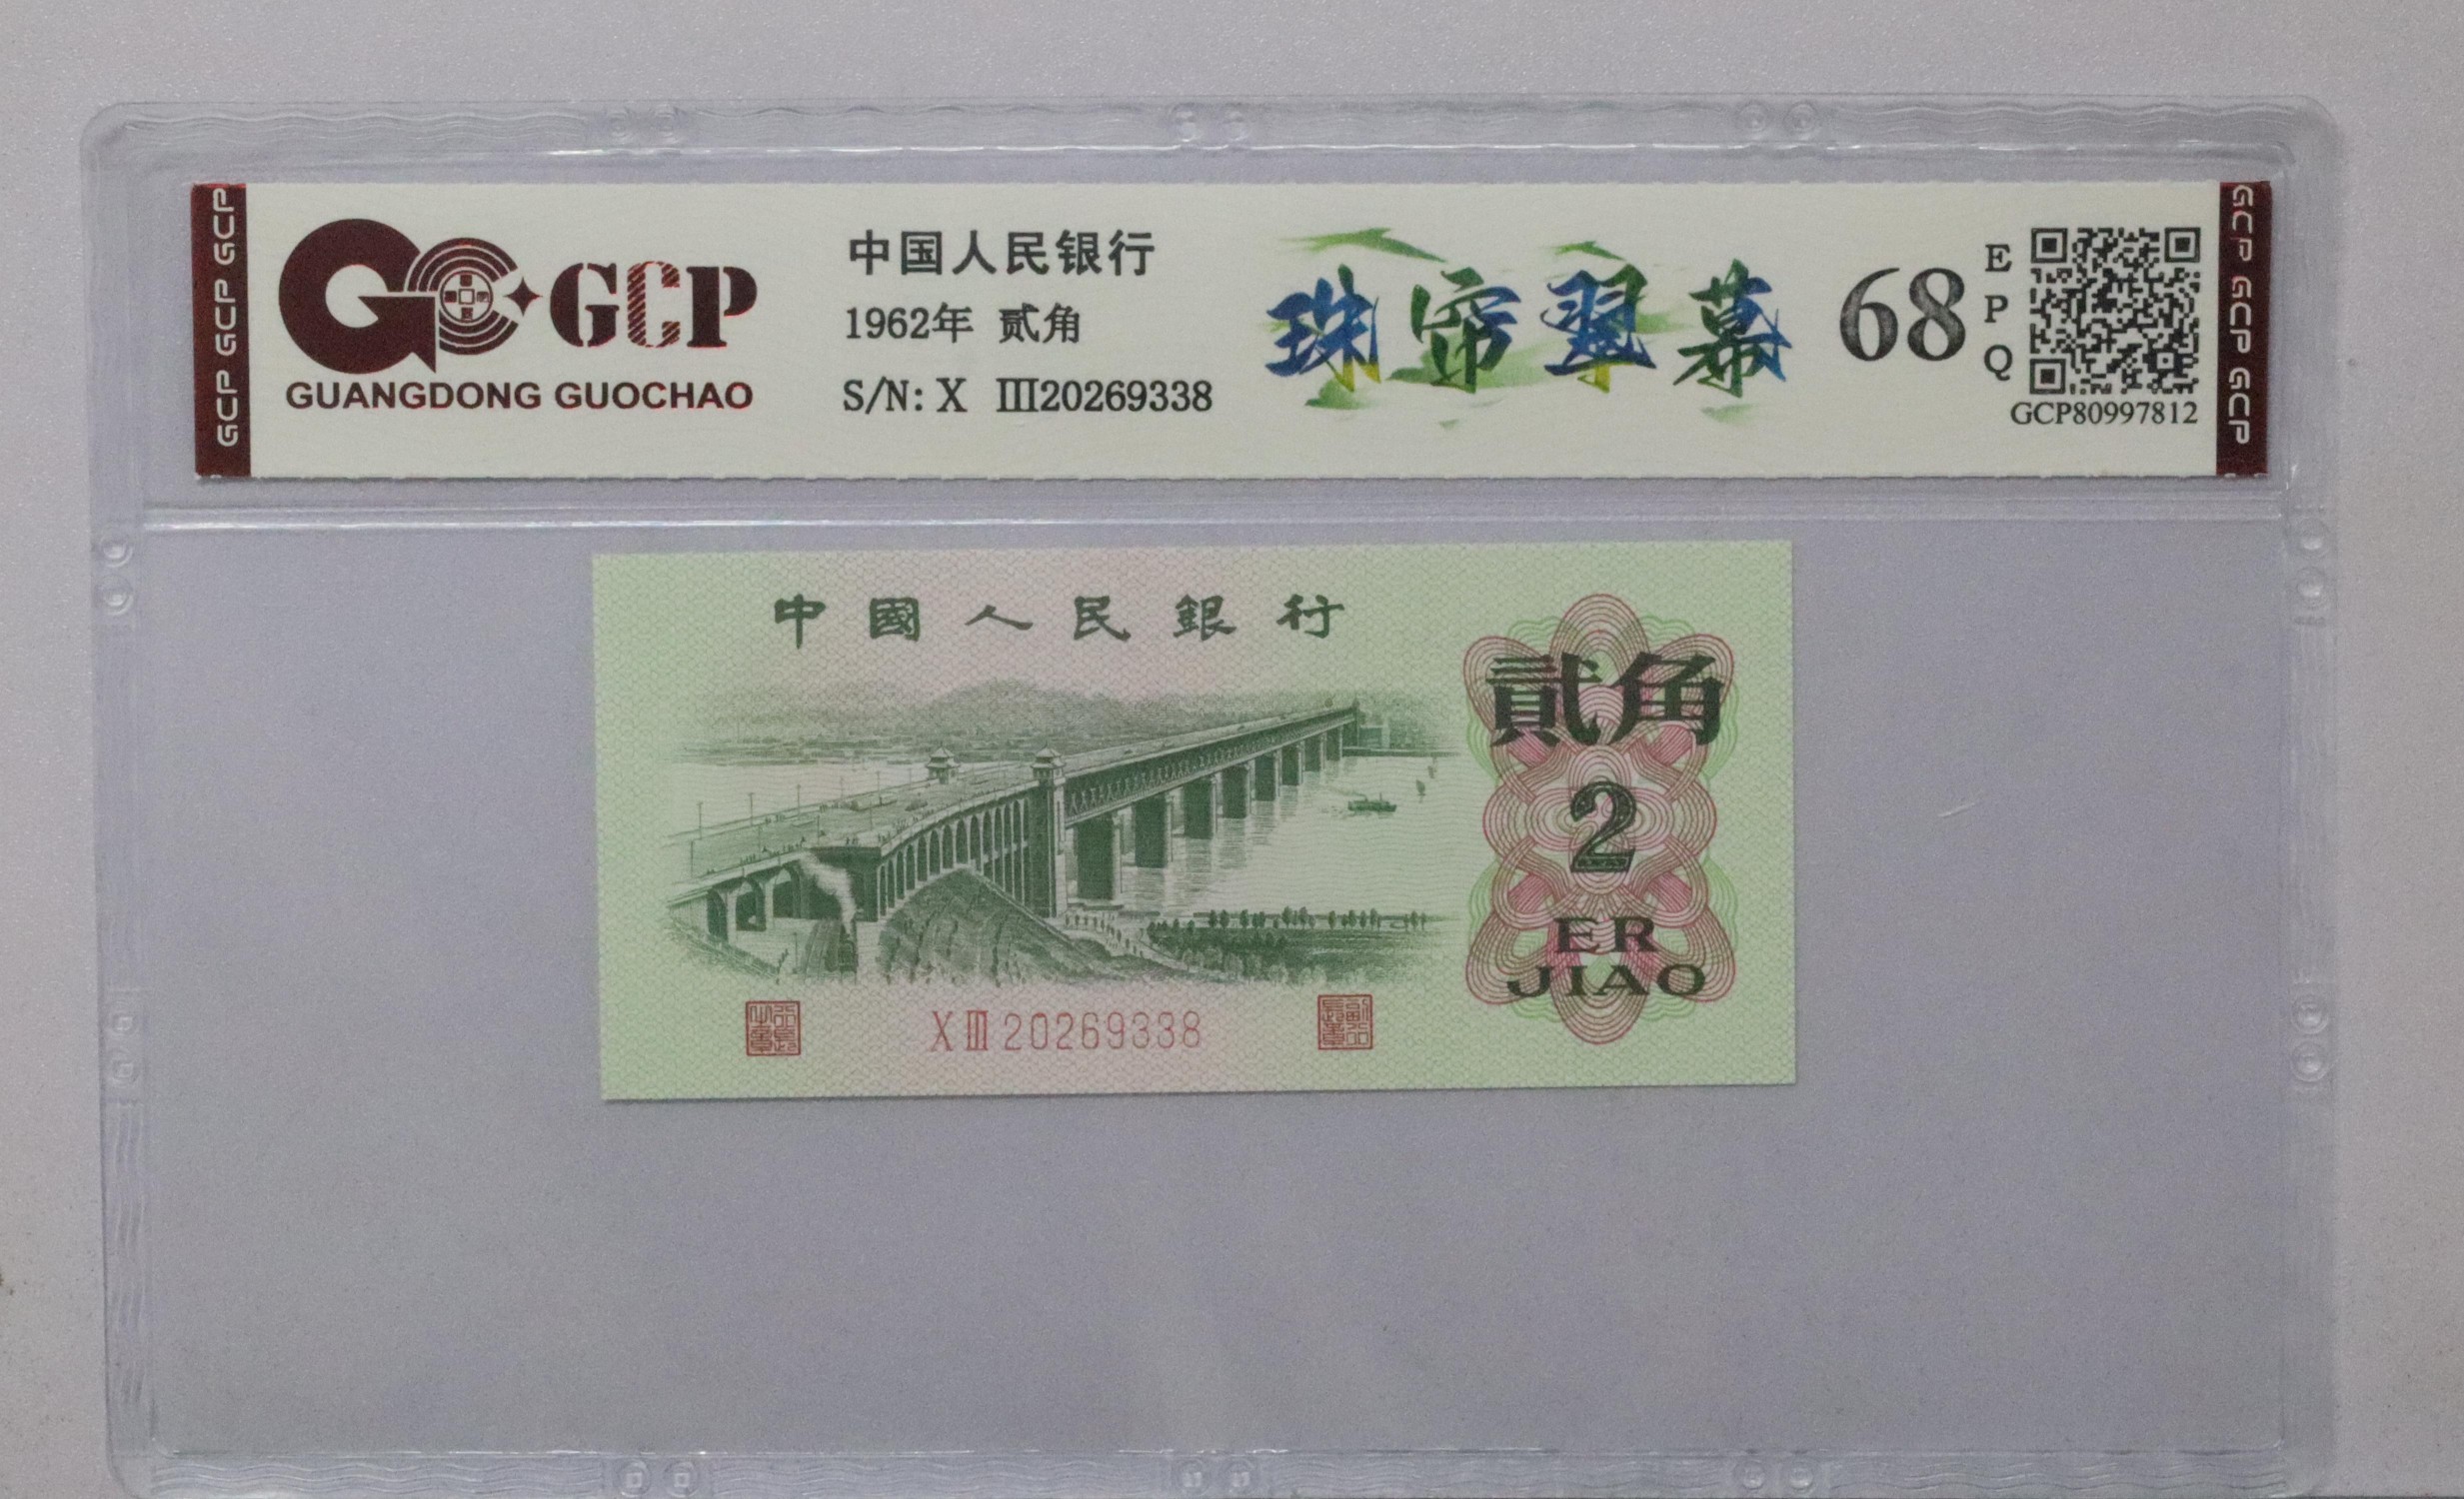 GCP GCP GCP
GCP
GUANGDONG GUOCHAO
中国人民银行
1962年 贰角
S/N: X Ⅲ20269338
珠帘翠幕
68
EPQ
GCP80997812
GCP GCP GCP
中國人民銀行
貳角
2
ER
JIAO
XⅢ20269338